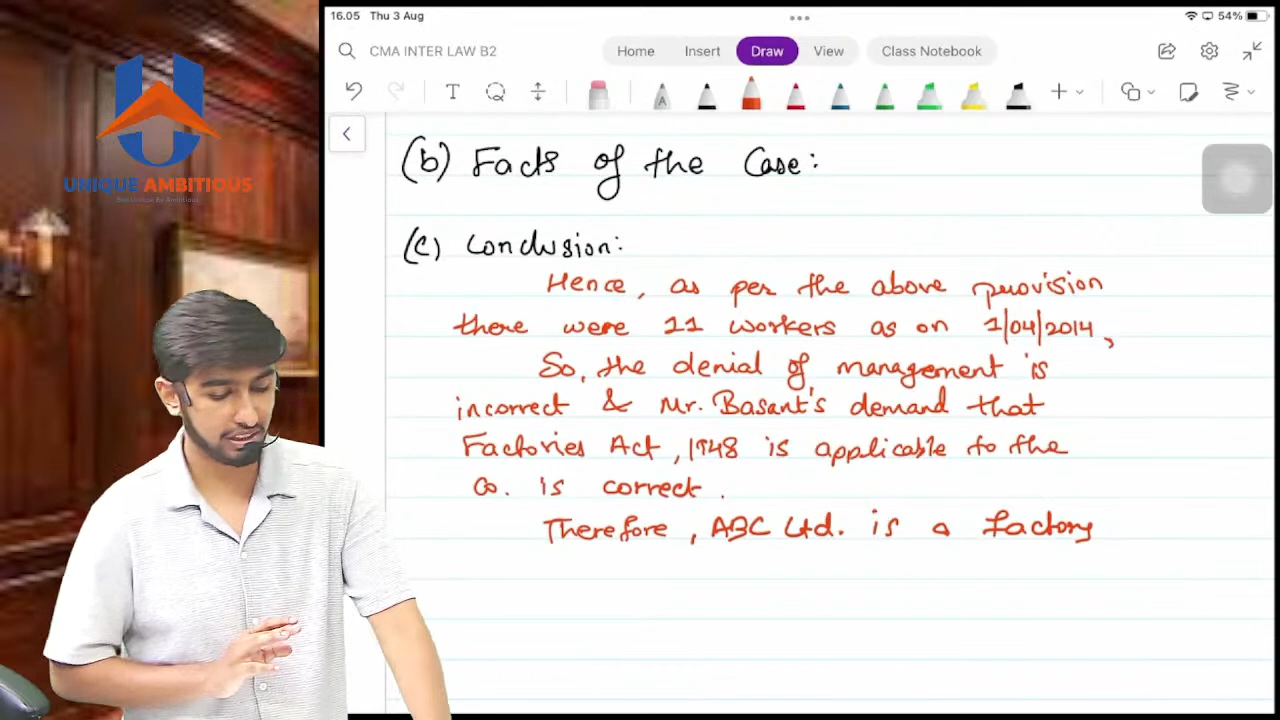 16.05 Thu 3 Aug
54%
CMA INTER LAW B2
Home Insert Draw View Class Notebook
UNIQUE AMBITIOUS
(b) Facts of the Case:
(c) Conclusion:
Hence, as per the above provision
there were 11 workers as on 1/04/2014,
So, the denial of management is
incorrect & Mr. Basant's demand that
Factories Act, 1948 is applicable to the
Co. is correct.
Therefore, ABC Ltd. is a factory